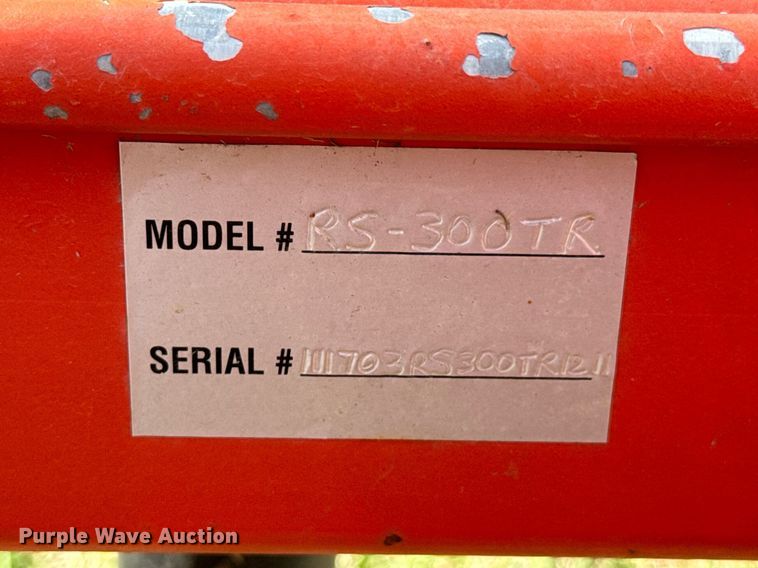 MODEL # RS-300TR
SERIAL # 111703RS300TR1211
Purple Wave Auction